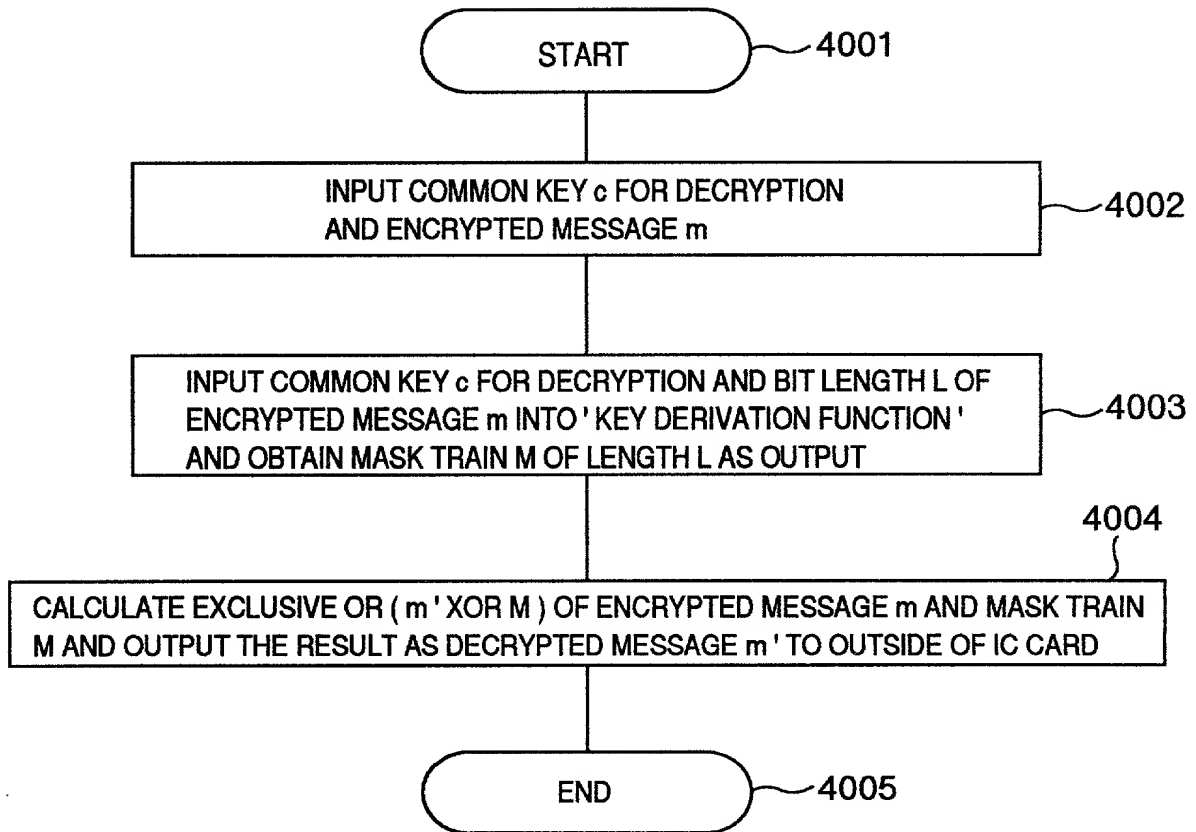 START
4001
INPUT COMMON KEY c FOR DECRYPTION
AND ENCRYPTED MESSAGE m
4002
INPUT COMMON KEY c FOR DECRYPTION AND BIT LENGTH L OF
ENCRYPTED MESSAGE m INTO ' KEY DERIVATION FUNCTION '
AND OBTAIN MASK TRAIN M OF LENGTH L AS OUTPUT
4003
4004
CALCULATE EXCLUSIVE OR ( m ' XOR M ) OF ENCRYPTED MESSAGE m AND MASK TRAIN
M AND OUTPUT THE RESULT AS DECRYPTED MESSAGE m ' TO OUTSIDE OF IC CARD
END
4005